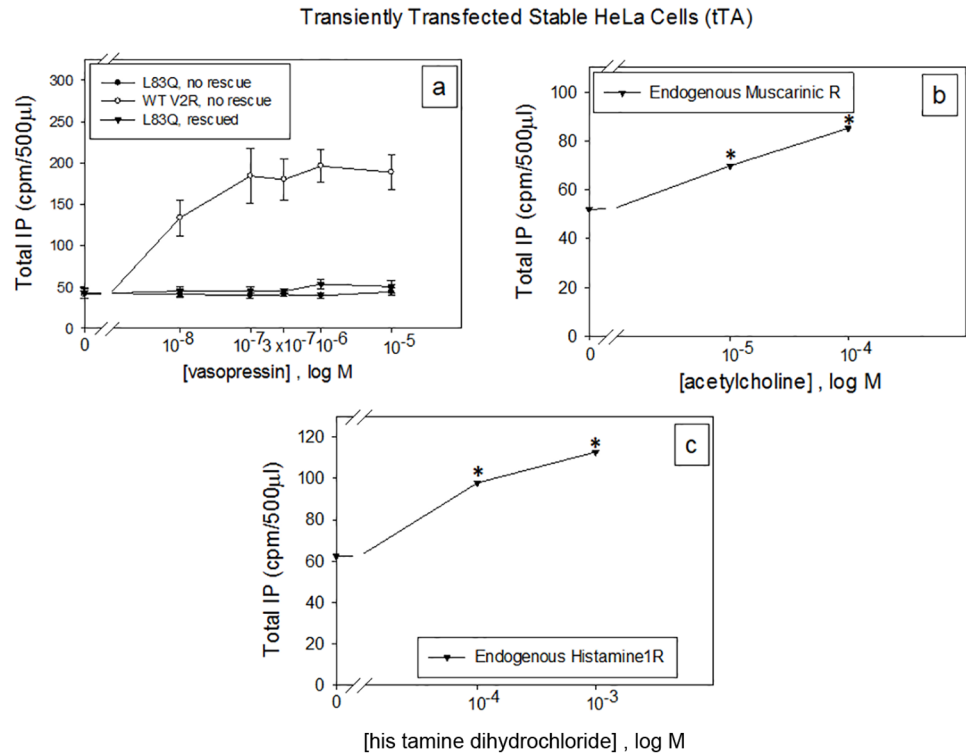 Transiently Transfected Stable HeLa Cells (tTA)
a
L83Q, no rescue
WT V2R, no rescue
L83Q, rescued
Total IP (cpm/500µl)
300
250
200
150
100
50
0
0 10-8 10-7 3 x10-7 10-6 10-5
[vasopressin] , log M
b
Endogenous Muscarinic R
Total IP (cpm/500µl)
100
80
60
40
20
0
0 10-5 10-4
[acetylcholine] , log M
* *
c
Total IP (cpm/500µl)
120
100
80
60
40
20
0
* *
Endogenous Histamine1R
0 10-4 10-3
[his tamine dihydrochloride] , log M